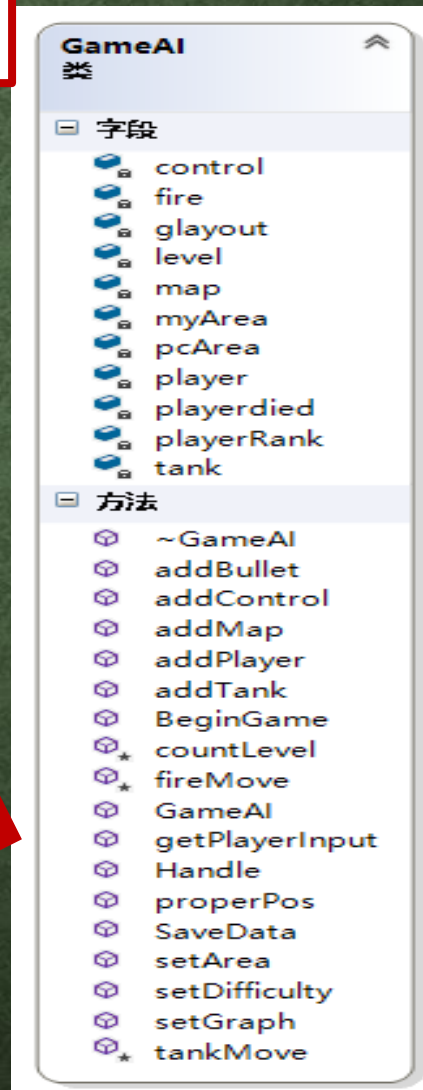 GameAI
类
字段
control
fire
glayout
level
map
myArea
pcArea
player
playerdied
playerRank
tank
方法
~GameAI
addBullet
addControl
addMap
addPlayer
addTank
BeginGame
countLevel
fireMove
GameAI
getPlayerInput
Handle
properPos
SaveData
setArea
setDifficulty
setGraph
tankMove